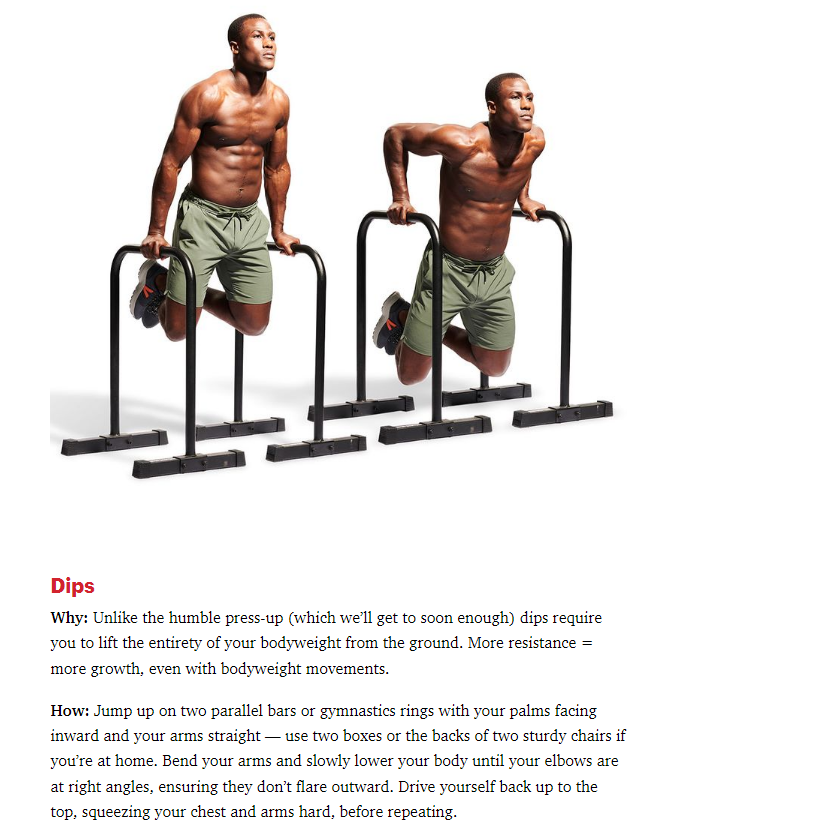 Dips
Why: Unlike the humble press-up (which we’ll get to soon enough) dips require
you to lift the entirety of your bodyweight from the ground. More resistance =
more growth, even with bodyweight movements.
How: Jump up on two parallel bars or gymnastics rings with your palms facing
inward and your arms straight — use two boxes or the backs of two sturdy chairs if
you’re at home. Bend your arms and slowly lower your body until your elbows are
at right angles, ensuring they don’t flare outward. Drive yourself back up to the
top, squeezing your chest and arms hard, before repeating.